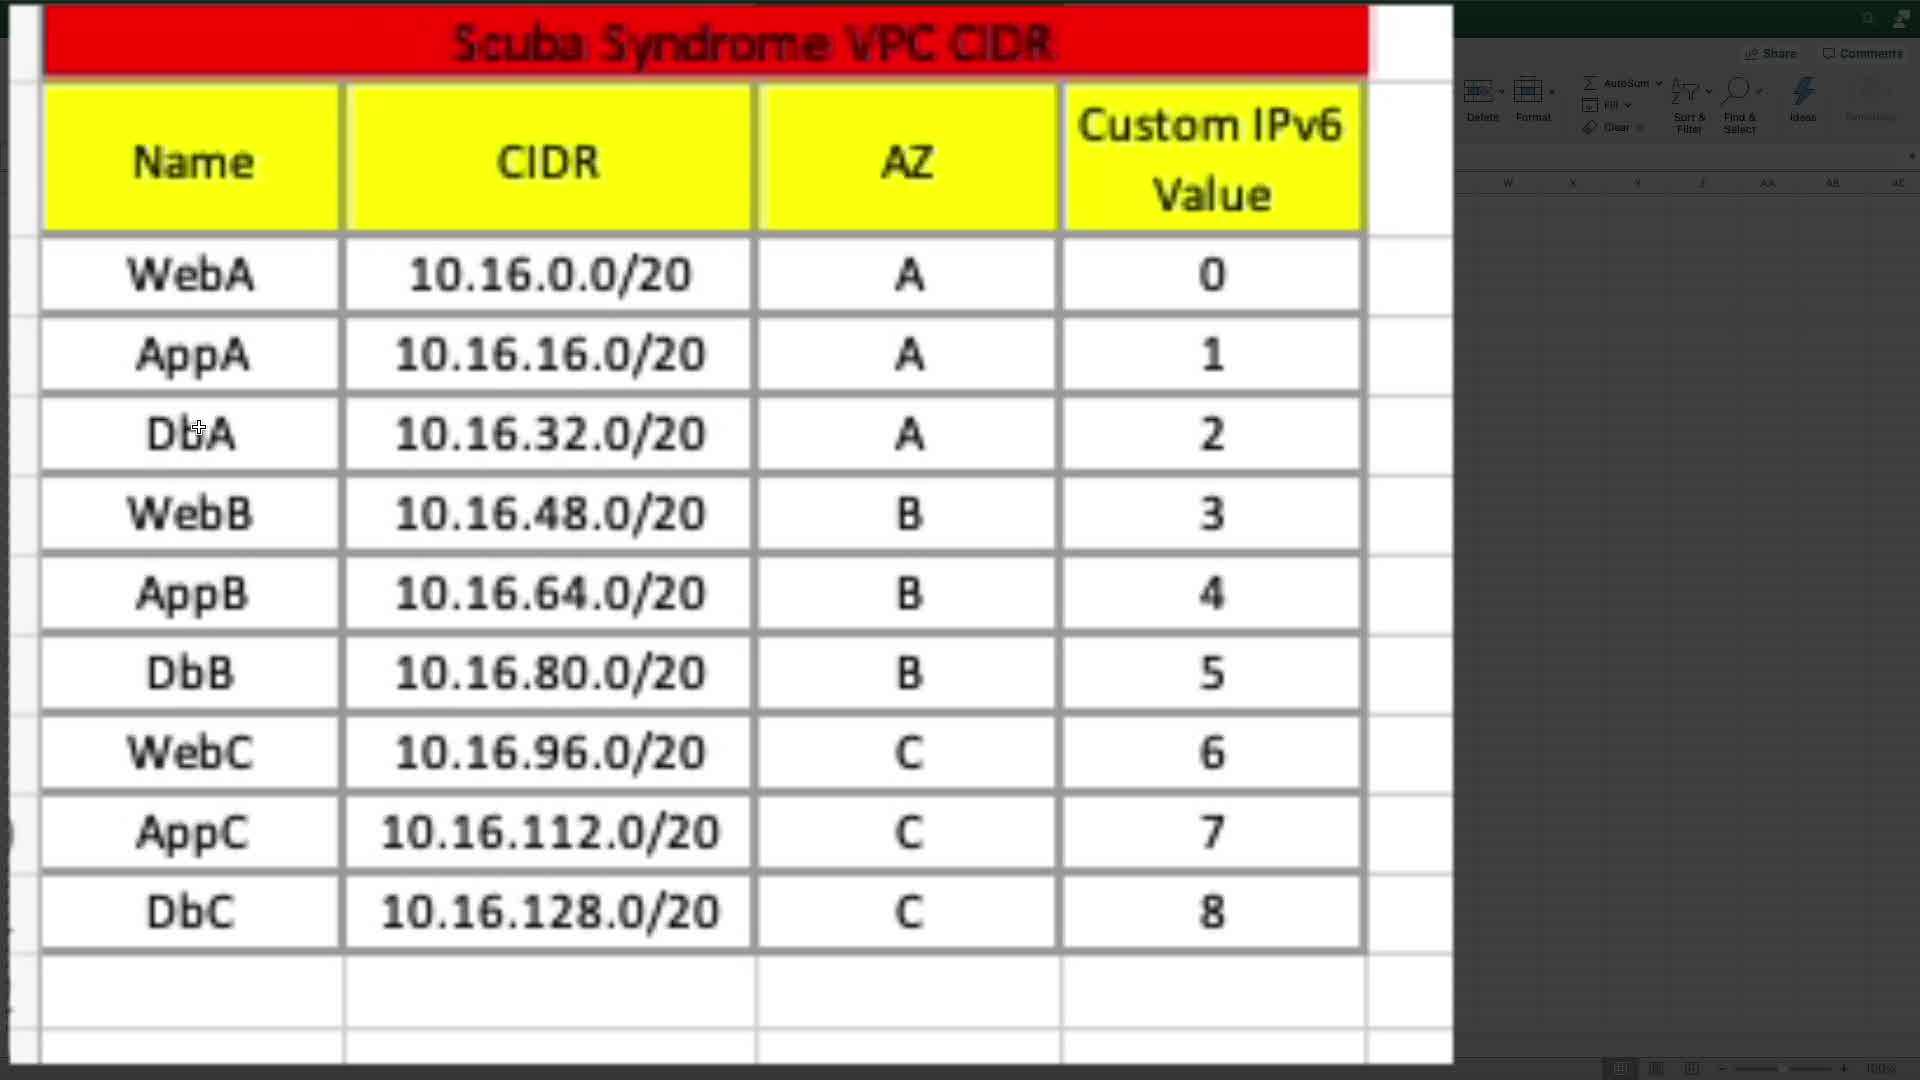 Scuba Syndrome VPC CIDR
Share Comments
AutoSum
Fill
Clear
Delete Format Sort & Filter Find & Select Ideas
Name CIDR AZ Custom IPv6 Value
W X Y Z AA AB AC
WebA 10.16.0.0/20 A 0
AppA 10.16.16.0/20 A 1
DbA 10.16.32.0/20 A 2
WebB 10.16.48.0/20 B 3
AppB 10.16.64.0/20 B 4
DbB 10.16.80.0/20 B 5
WebC 10.16.96.0/20 C 6
AppC 10.16.112.0/20 C 7
DbC 10.16.128.0/20 C 8
100%